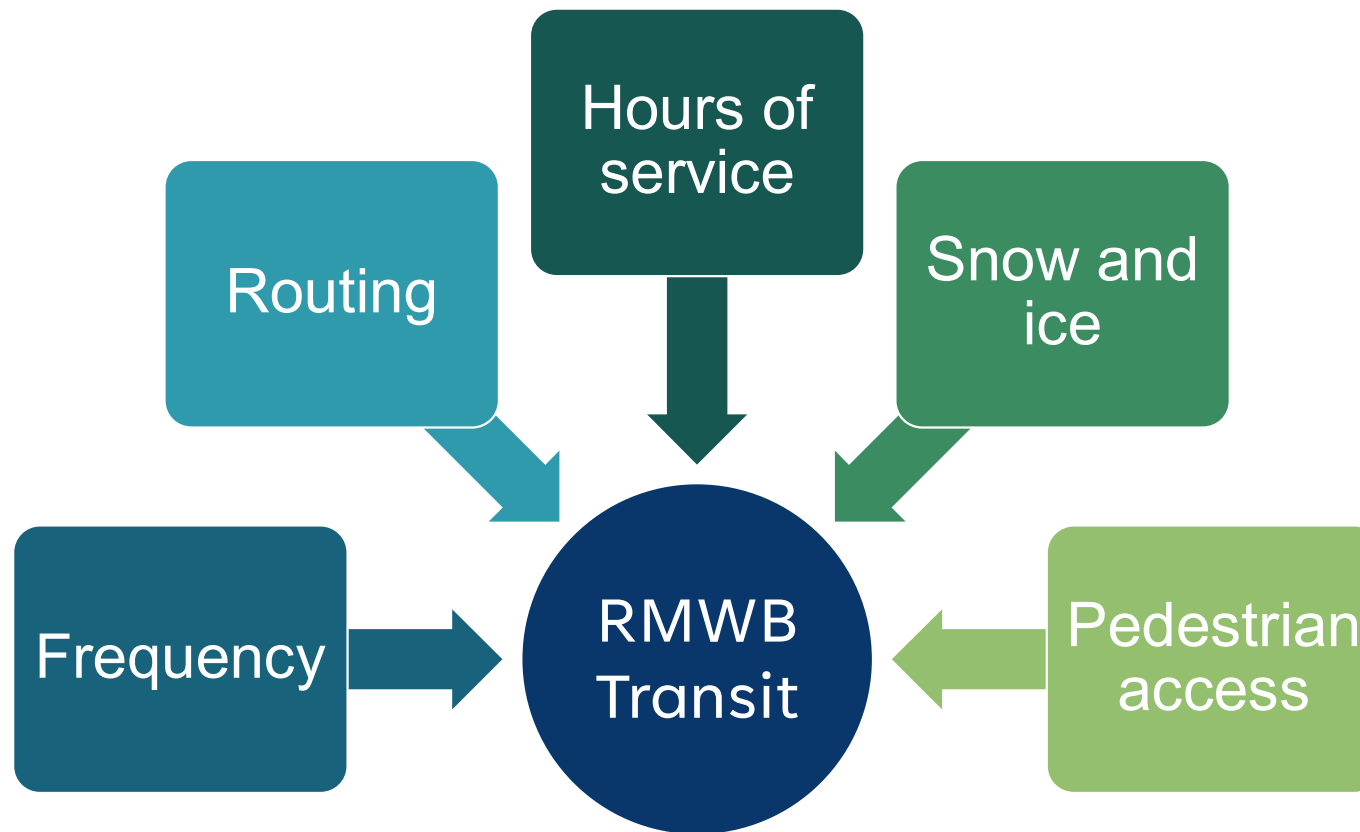 Hours of
service
Routing
Snow and
ice
Frequency
RMWB
Transit
Pedestrian
access